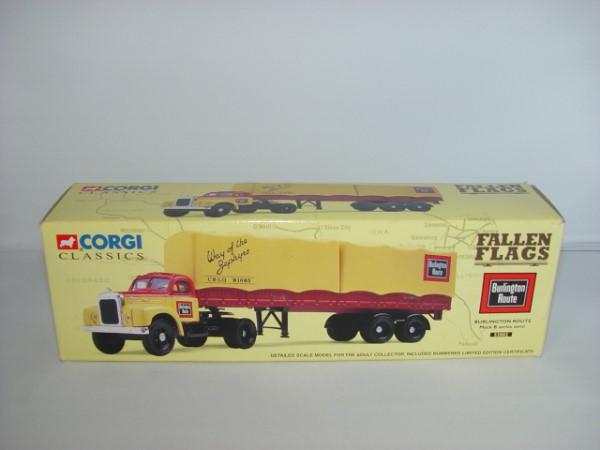 CORGI
CLASSICS
CORGI
CLASSICS
Way of the
Zephyrs
Burlington
Route
FALLEN
FLAGS
Burlington
Route
BURLINGTON ROUTE
Mack B series semi
DETAILED SCALE MODEL FOR THE ADULT COLLECTOR. INCLUDES NUMBERED LIMITED EDITION CERTIFICATE